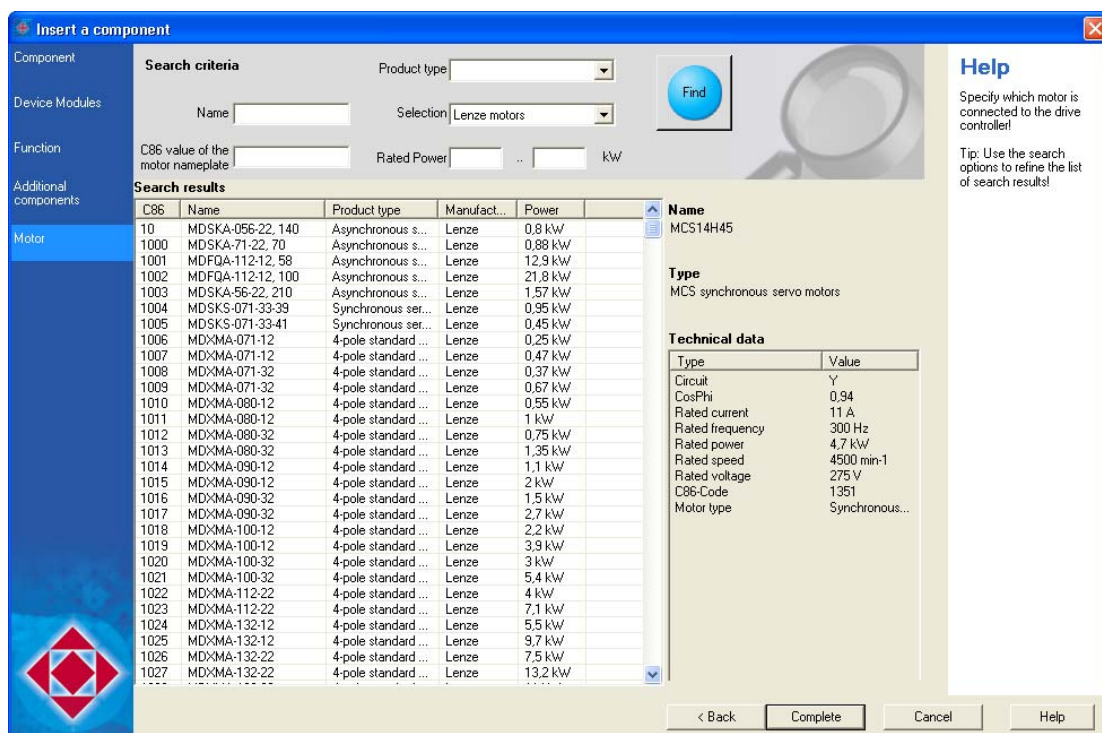 Insert a component
Component
Device Modules
Function
Additional
components
Motor
Search criteria
Product type
Name
Selection Lenze motors
C86 value of the
motor nameplate
Rated Power .. kW
Find
Search results
C86 Name Product type Manufact... Power
10 MDSKA-056-22, 140 Asynchronous s... Lenze 0,8 kW
1000 MDSKA-71-22, 70 Asynchronous s... Lenze 0,88 kW
1001 MDFQA-112-12, 58 Asynchronous s... Lenze 12,9 kW
1002 MDFQA-112-12, 100 Asynchronous s... Lenze 21,8 kW
1003 MDSKA-56-22, 210 Asynchronous s... Lenze 1,57 kW
1004 MDSKS-071-33-39 Synchronous ser... Lenze 0,95 kW
1005 MDSKS-071-33-41 Synchronous ser... Lenze 0,45 kW
1006 MDXMA-071-12 4-pole standard ... Lenze 0,25 kW
1007 MDXMA-071-12 4-pole standard ... Lenze 0,47 kW
1008 MDXMA-071-32 4-pole standard ... Lenze 0,37 kW
1009 MDXMA-071-32 4-pole standard ... Lenze 0,67 kW
1010 MDXMA-080-12 4-pole standard ... Lenze 0,55 kW
1011 MDXMA-080-12 4-pole standard ... Lenze 1 kW
1012 MDXMA-080-32 4-pole standard ... Lenze 0,75 kW
1013 MDXMA-080-32 4-pole standard ... Lenze 1,35 kW
1014 MDXMA-090-12 4-pole standard ... Lenze 1,1 kW
1015 MDXMA-090-12 4-pole standard ... Lenze 2 kW
1016 MDXMA-090-32 4-pole standard ... Lenze 1,5 kW
1017 MDXMA-090-32 4-pole standard ... Lenze 2,7 kW
1018 MDXMA-100-12 4-pole standard ... Lenze 2,2 kW
1019 MDXMA-100-12 4-pole standard ... Lenze 3,9 kW
1020 MDXMA-100-32 4-pole standard ... Lenze 3 kW
1021 MDXMA-100-32 4-pole standard ... Lenze 5,4 kW
1022 MDXMA-112-22 4-pole standard ... Lenze 4 kW
1023 MDXMA-112-22 4-pole standard ... Lenze 7,1 kW
1024 MDXMA-132-12 4-pole standard ... Lenze 5,5 kW
1025 MDXMA-132-12 4-pole standard ... Lenze 9,7 kW
1026 MDXMA-132-22 4-pole standard ... Lenze 7,5 kW
1027 MDXMA-132-22 4-pole standard ... Lenze 13,2 kW
Name
MCS14H45
Type
MCS synchronous servo motors
Technical data
Type Value
Circuit Y
CosPhi 0,94
Rated current 11 A
Rated frequency 300 Hz
Rated power 4,7 kW
Rated speed 4500 min-1
Rated voltage 275 V
C86-Code 1351
Motor type Synchronous...
Help
Specify which motor is
connected to the drive
controller!
Tip: Use the search
options to refine the list
of search results!
< Back Complete Cancel Help